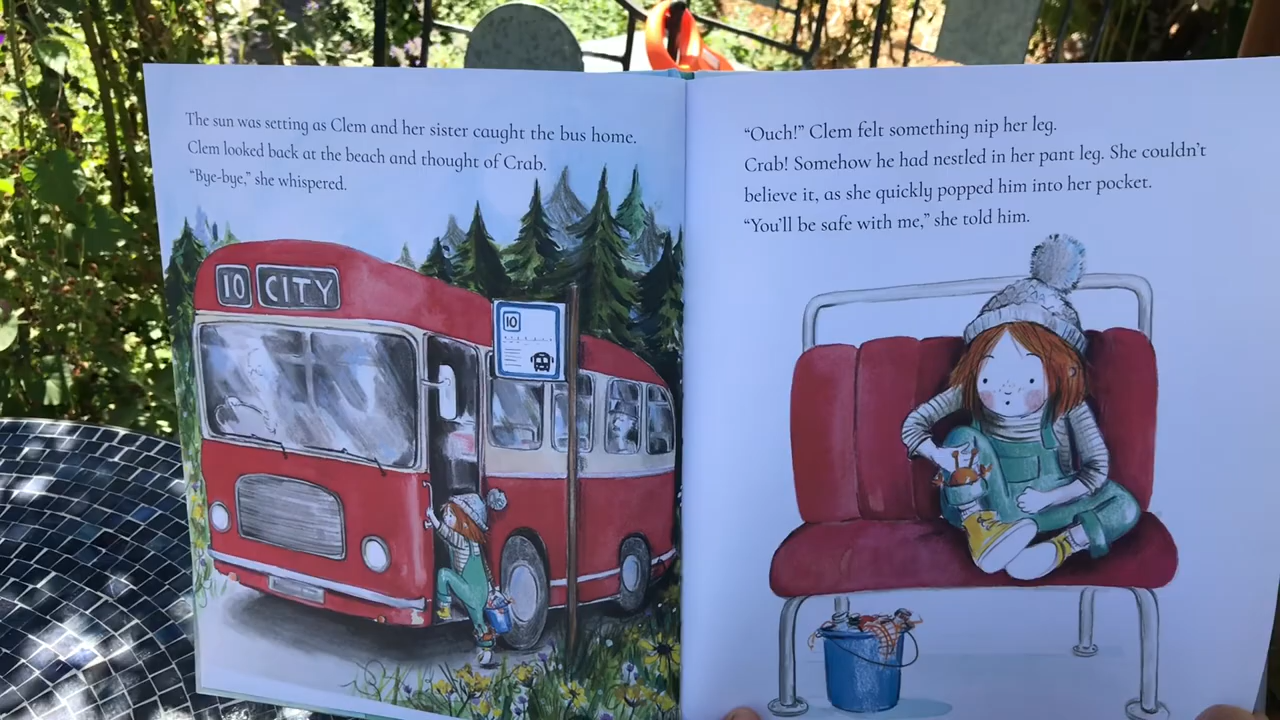 The sun was setting as Clem and her sister caught the bus home.
Clem looked back at the beach and thought of Crab.
“Bye-bye,” she whispered.
10 CITY
10
“Ouch!” Clem felt something nip her leg.
Crab! Somehow he had nestled in her pant leg. She couldn’t
believe it, as she quickly popped him into her pocket.
“You’ll be safe with me,” she told him.